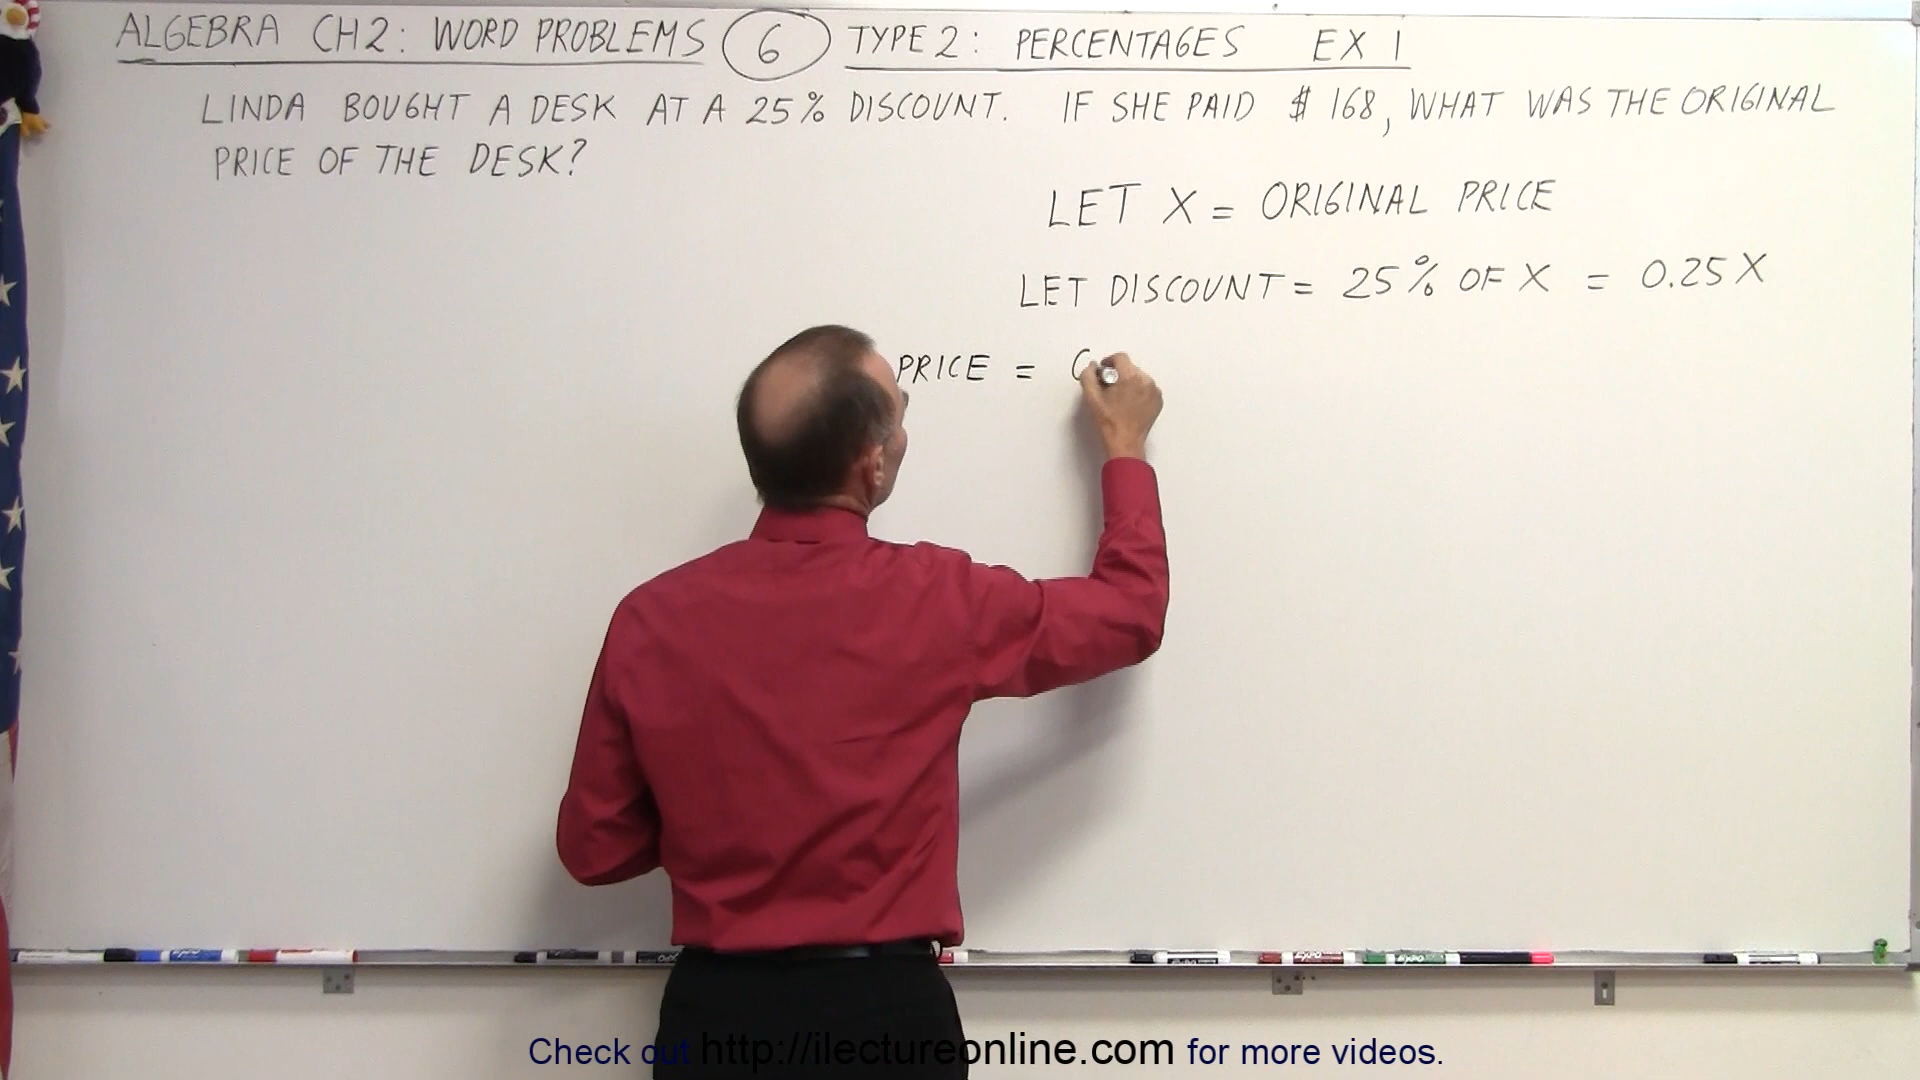 ALGEBRA CH2: WORD PROBLEMS 6 TYPE 2: PERCENTAGES EX 1
LINDA BOUGHT A DESK AT A 25% DISCOUNT. IF SHE PAID $ 168, WHAT WAS THE ORIGINAL
PRICE OF THE DESK?
LET X = ORIGINAL PRICE
LET DISCOUNT = 25% OF X = 0.25X
PRICE =
Check out http://ilectureonline.com for more videos.